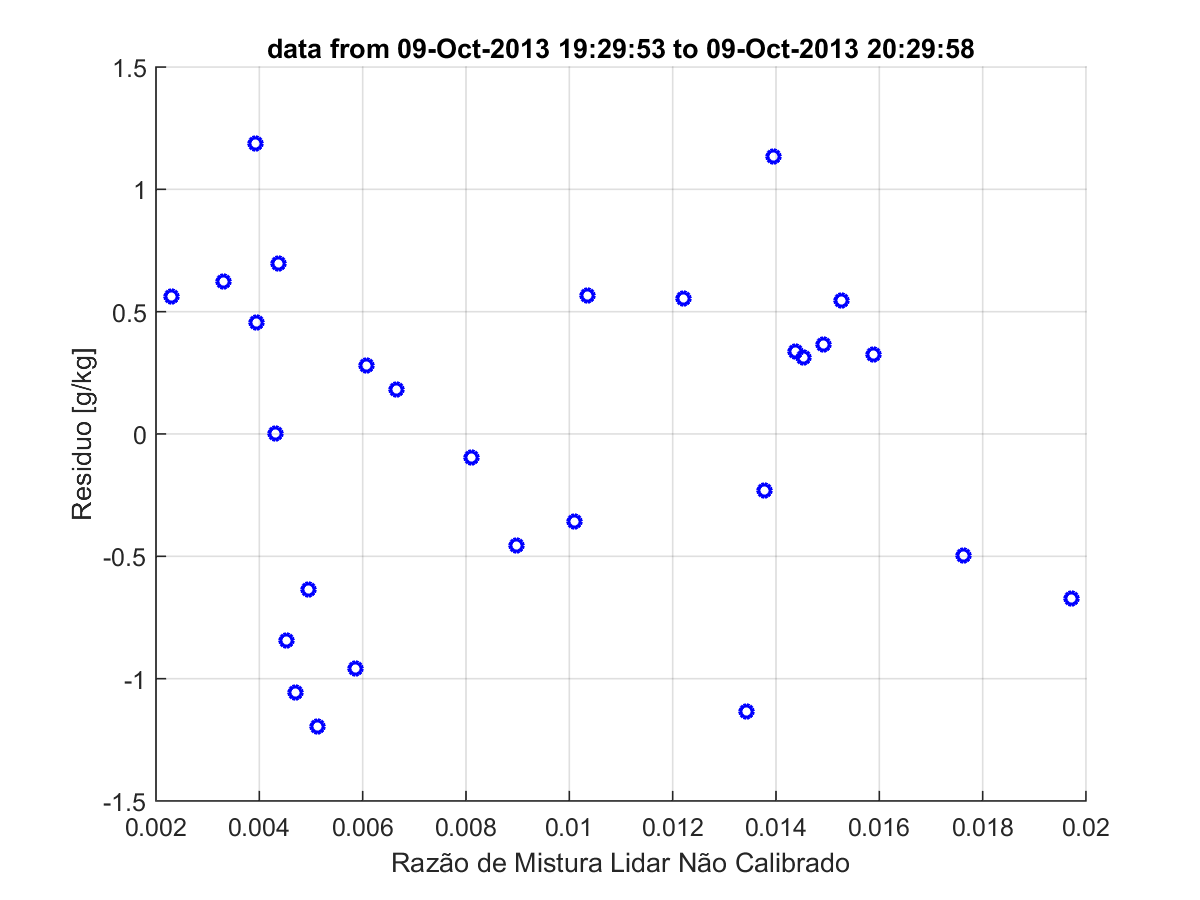 data from 09-Oct-2013 19:29:53 to 09-Oct-2013 20:29:58
1.5
1
0.5
0
-0.5
-1
-1.5
Residuo [g/kg]
0.002 0.004 0.006 0.008 0.01 0.012 0.014 0.016 0.018 0.02
Razão de Mistura Lidar Não Calibrado